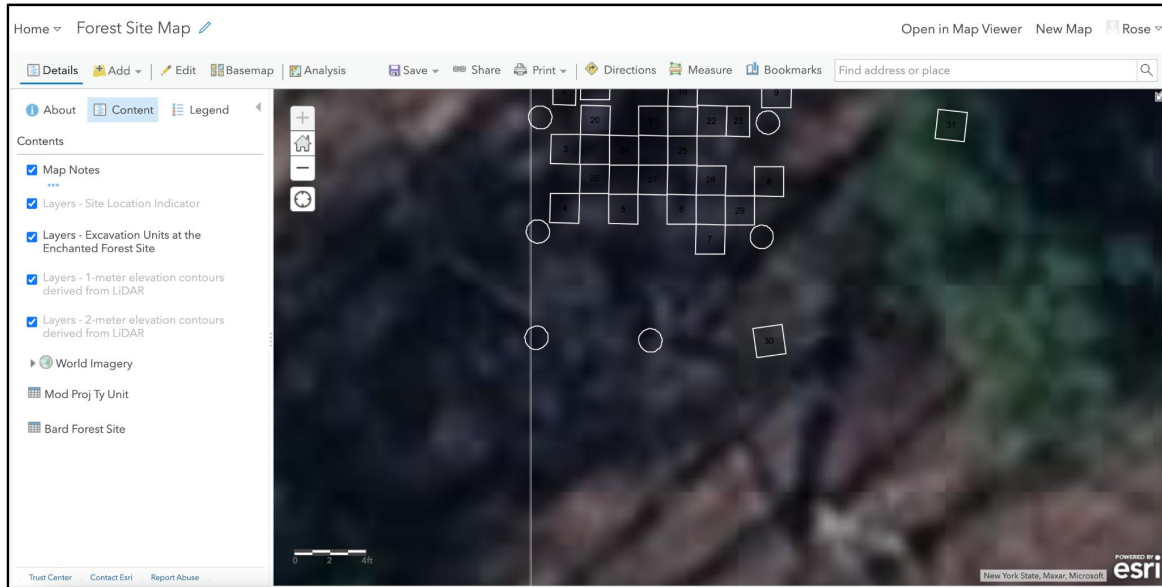 Home Forest Site Map Open in Map Viewer New Map Rose
Details Add Edit Basemap Analysis Save Share Print Directions Measure Bookmarks Find address or place
About Content Legend
Contents
Map Notes
Layers - Site Location Indicator
Layers - Excavation Units at the
Enchanted Forest Site
Layers - 1-meter elevation contours
derived from LiDAR
Layers - 2-meter elevation contours
derived from LiDAR
World Imagery
Mod Proj Ty Unit
Bard Forest Site
Trust Center Contact Esri Report Abuse
9
20 22 23 31
3 25
26 27 28 8
4 5 6 29
7
30
0 2 4ft
New York State, Maxar, Microsoft
POWERED BY
esri